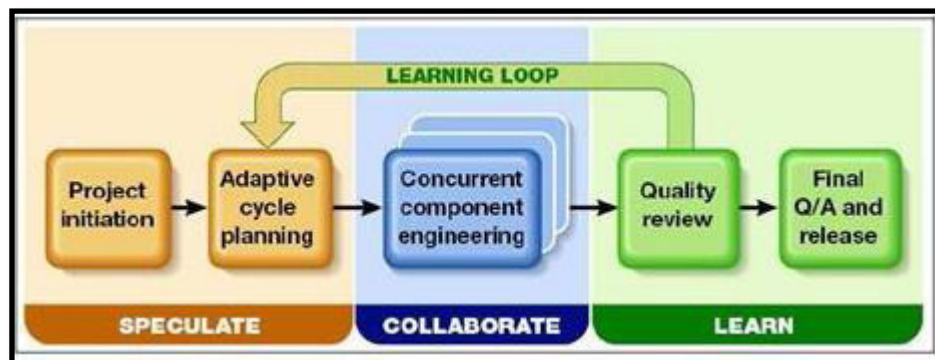 LEARNING LOOP
Project
initiation
Adaptive
cycle
planning
Concurrent
component
engineering
Quality
review
Final
Q/A and
release
SPECULATE
COLLABORATE
LEARN